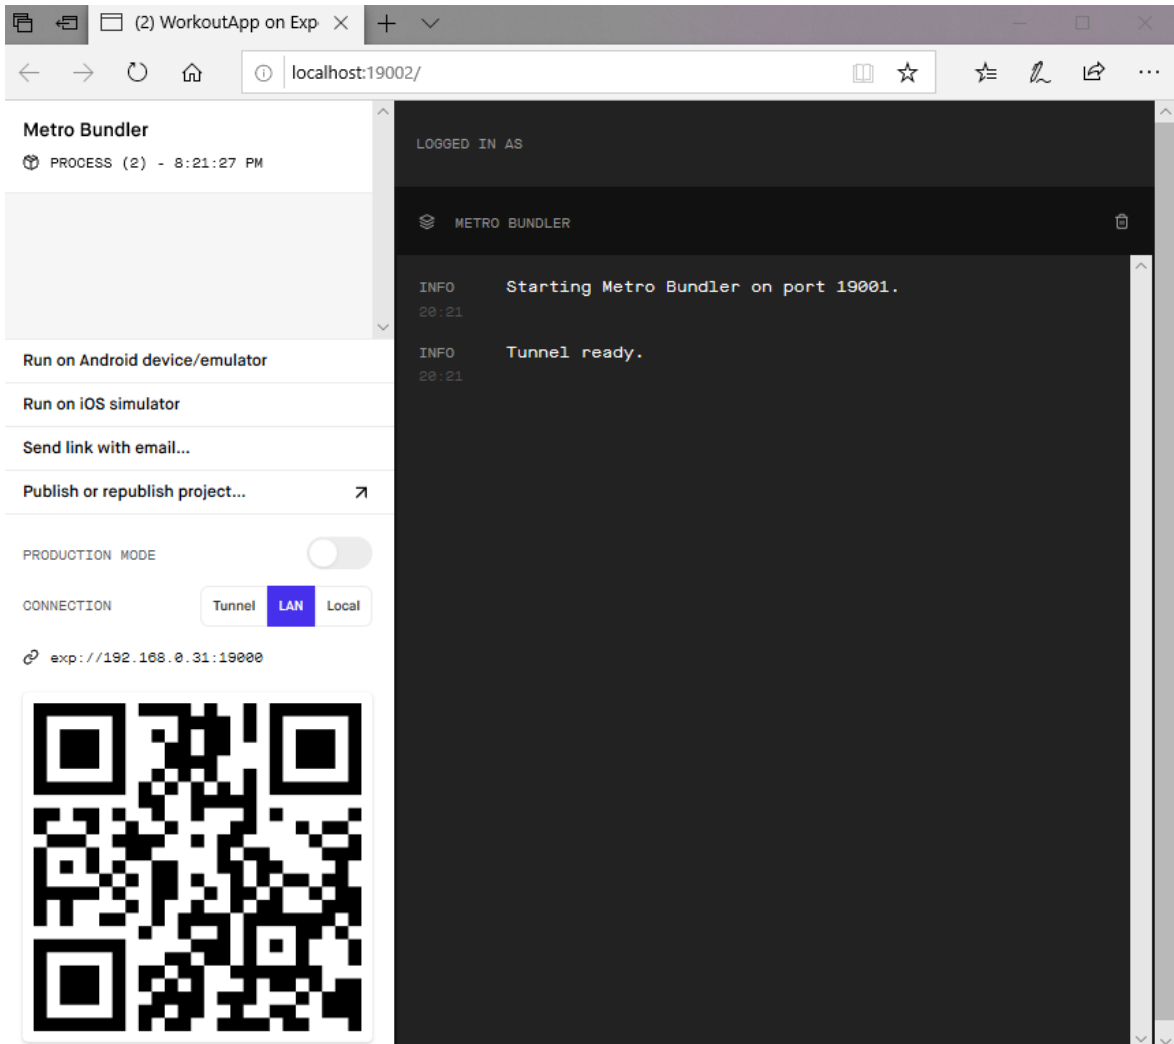 (2) WorkoutApp on Exp
localhost:19002/
Metro Bundler
PROCESS (2) - 8:21:27 PM
Run on Android device/emulator
Run on iOS simulator
Send link with email...
Publish or republish project...
PRODUCTION MODE
CONNECTION
Tunnel LAN Local
exp://192.168.0.31:19000
LOGGED IN AS
METRO BUNDLER
INFO Starting Metro Bundler on port 19001.
20:21
INFO Tunnel ready.
20:21